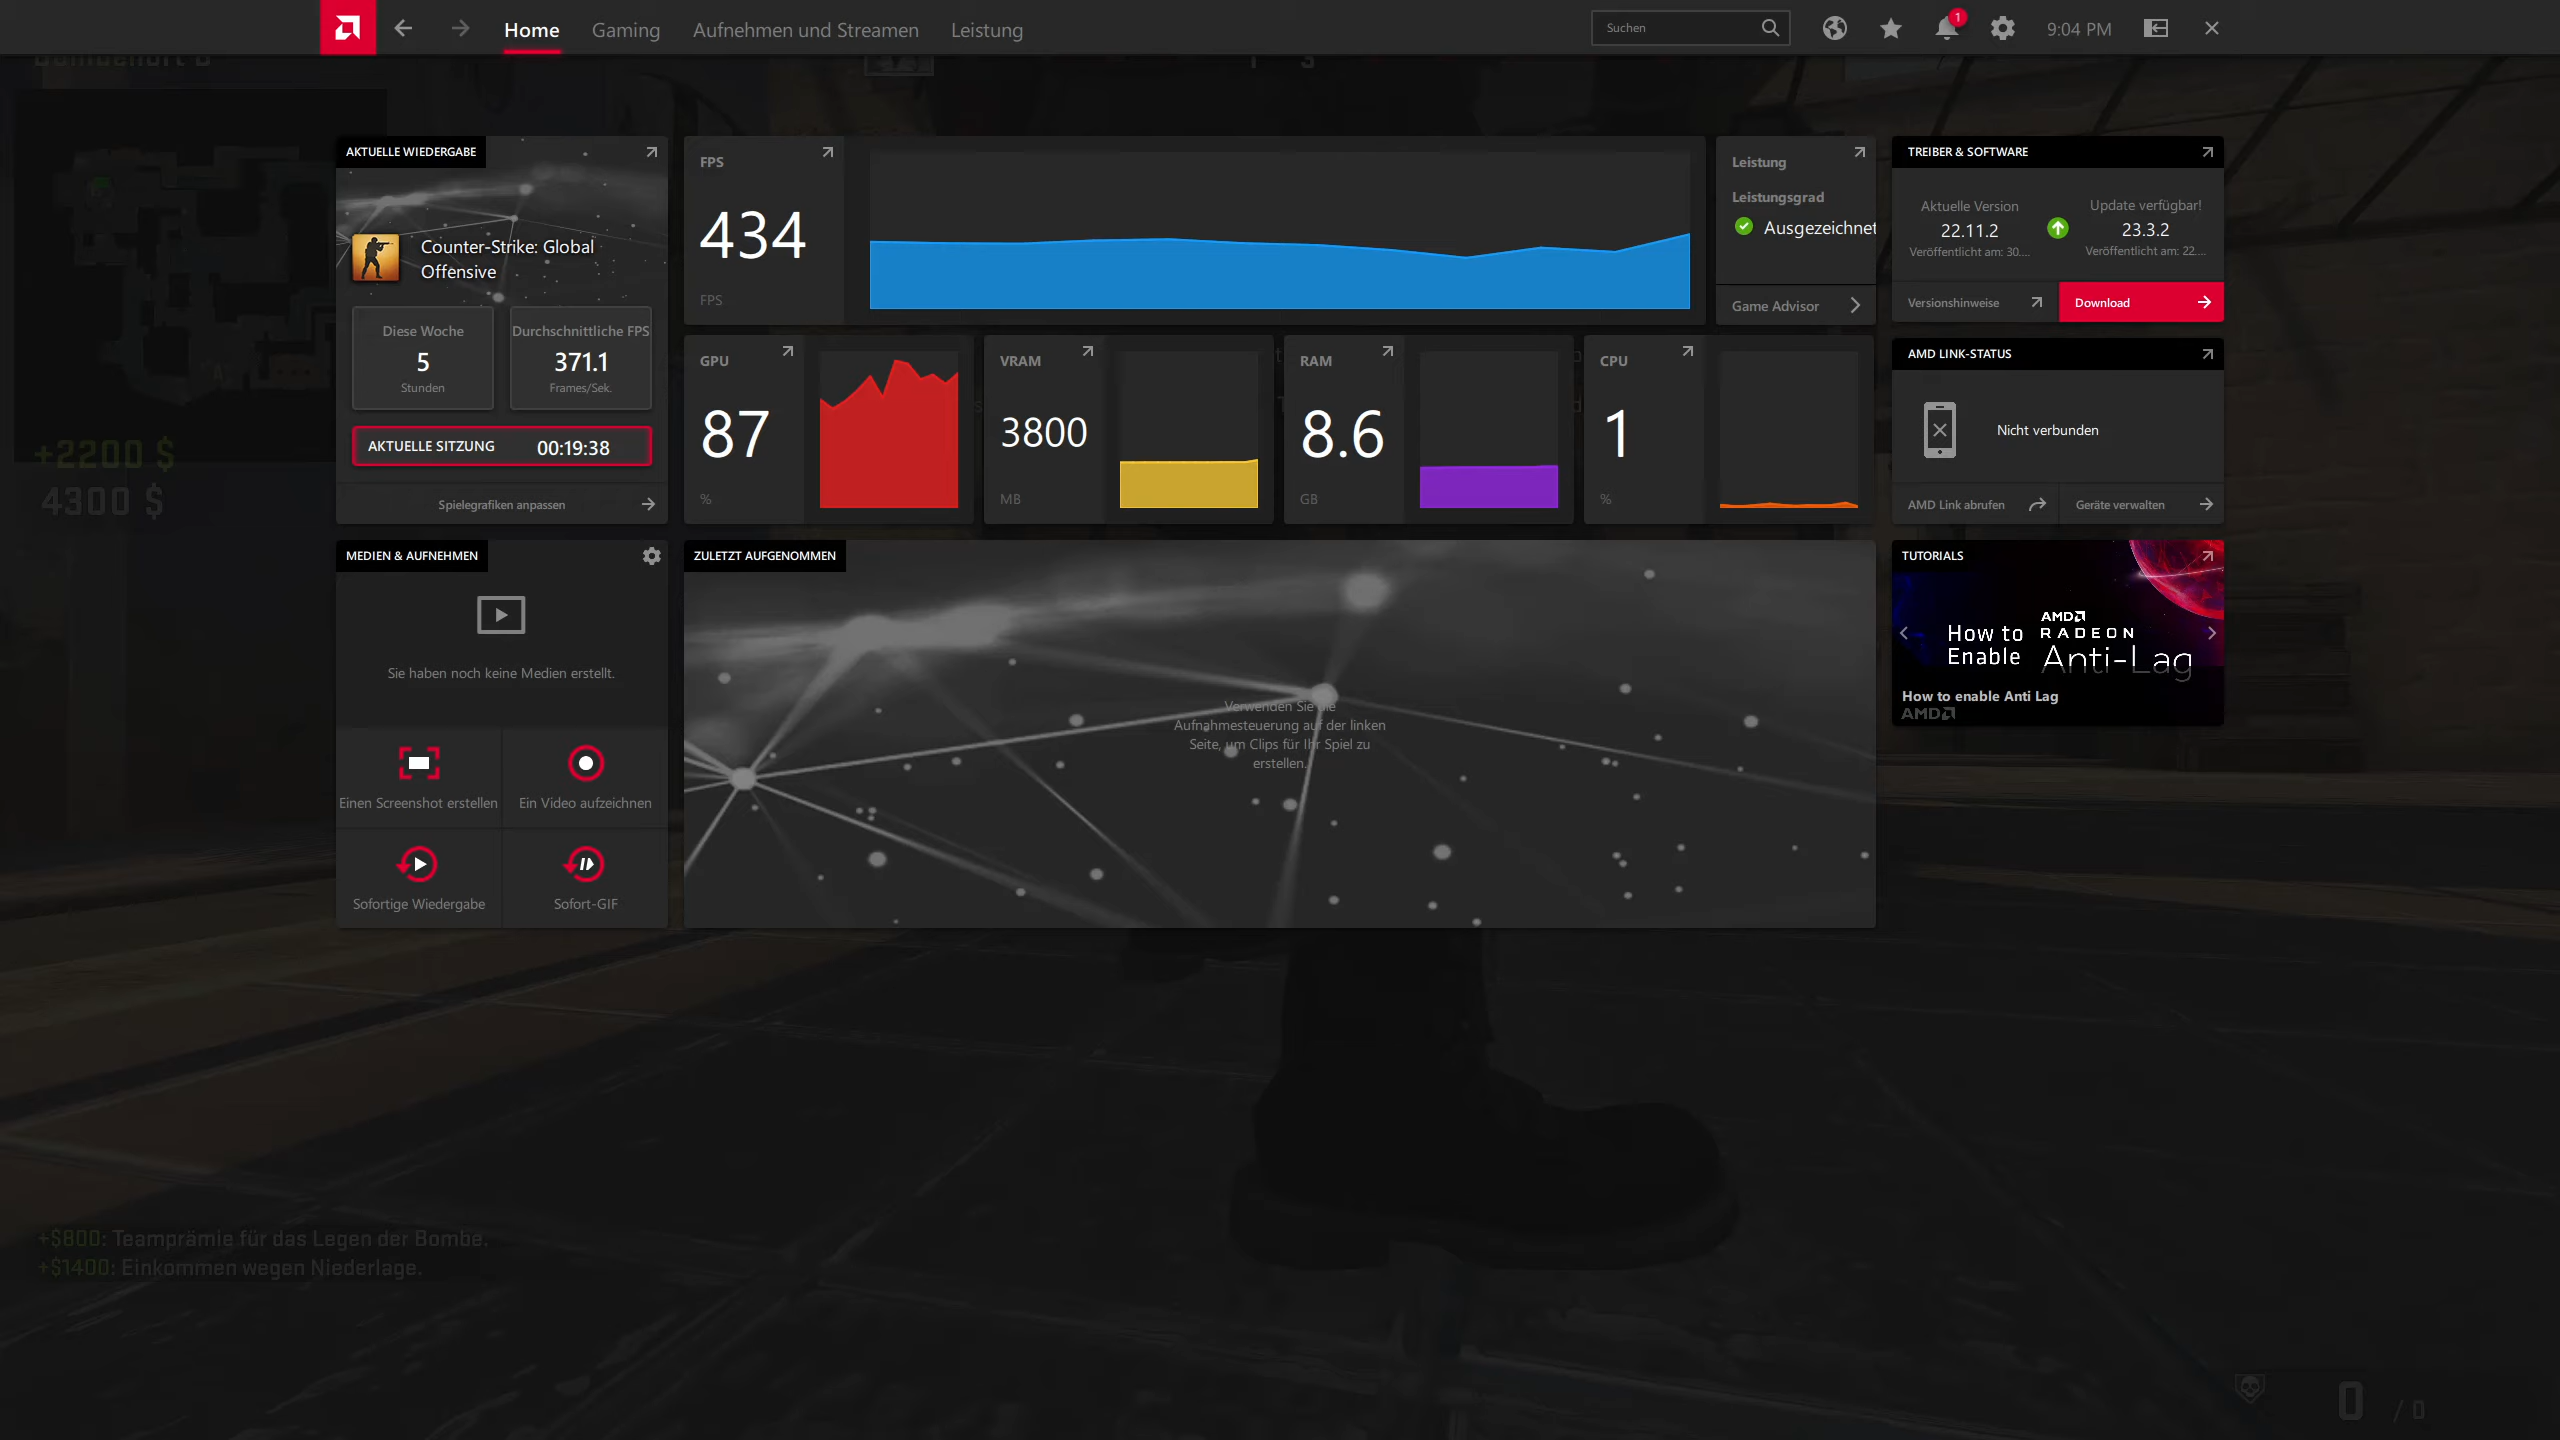 Home
Gaming
Aufnehmen und Streamen
Leistung
Suchen
1
9:04 PM
AKTUELLE WIEDERGABE
Counter-Strike: Global
Offensive
Diese Woche
5
Stunden
Durchschnittliche FPS
371.1
Frames/Sek.
AKTUELLE SITZUNG 00:19:38
Spielegrafiken anpassen
FPS
434
FPS
Leistung
Leistungsgrad
Ausgezeichnet
Game Advisor
GPU
87
%
VRAM
3800
MB
RAM
8.6
GB
CPU
1
%
TREIBER & SOFTWARE
Aktuelle Version
22.11.2
Veröffentlicht am: 30....
Update verfügbar!
23.3.2
Veröffentlicht am: 22....
Versionshinweise
Download
AMD LINK-STATUS
Nicht verbunden
AMD Link abrufen
Geräte verwalten
MEDIEN & AUFNEHMEN
Sie haben noch keine Medien erstellt.
Einen Screenshot erstellen
Ein Video aufzeichnen
Sofortige Wiedergabe
Sofort-GIF
ZULETZT AUFGENOMMEN
Verwenden Sie die
Aufnahmesteuerung auf der linken
Seite, um Clips für Ihr Spiel zu
erstellen.
TUTORIALS
How to
Enable
AMD
RADEON
Anti-Lag
How to enable Anti Lag
AMD
+2200 $
4300 $
+$800: Teamprämie für das Legen der Bombe.
+$1400: Einkommen wegen Niederlage.
0 / 0